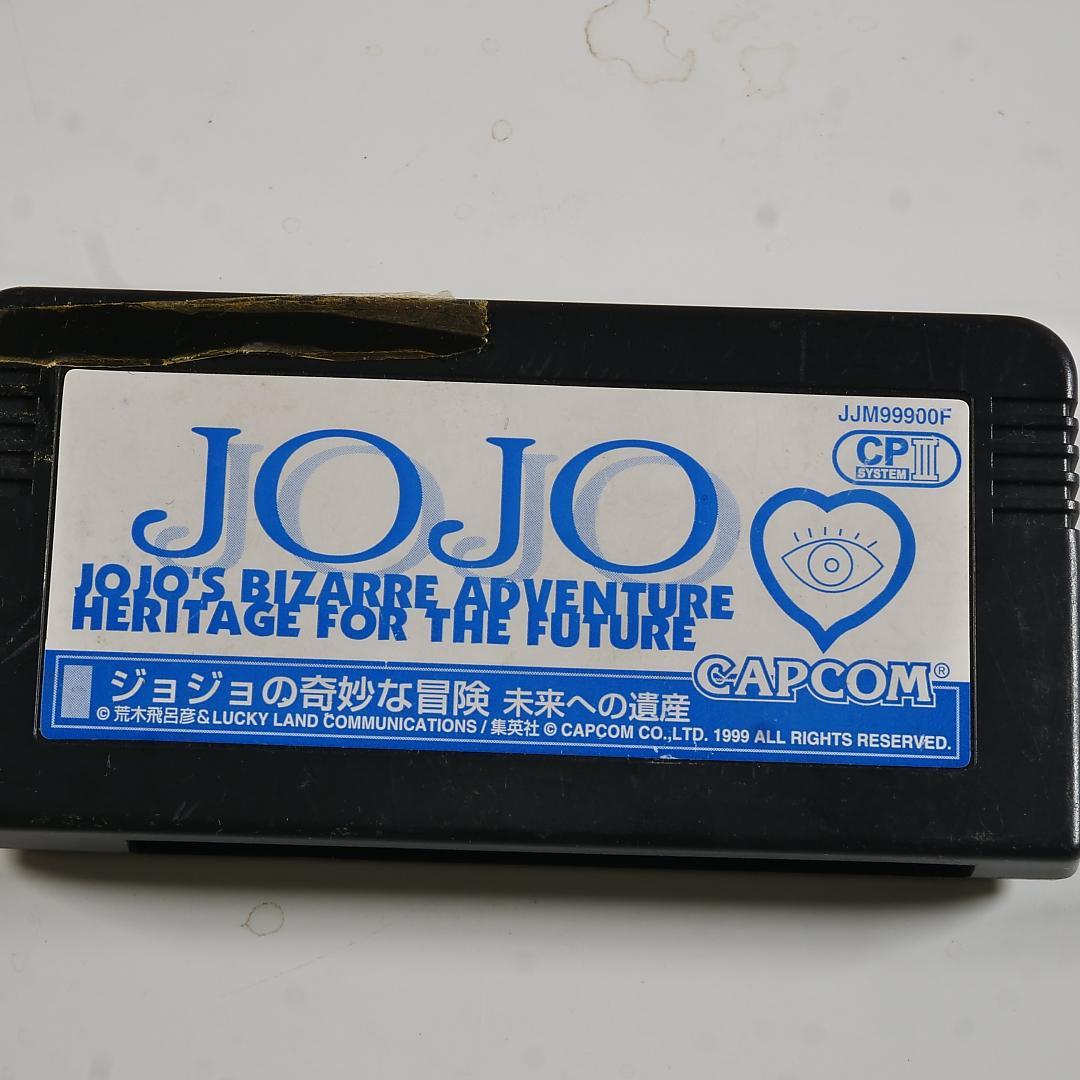 JJM99900F
CP SYSTEM III
JOJO
JOJO'S BIZARRE ADVENTURE
HERITAGE FOR THE FUTURE
CAPCOM®
ジョジョの奇妙な冒険 未来への遺産
© 荒木飛呂彦&LUCKY LAND COMMUNICATIONS / 集英社 © CAPCOM CO.,LTD. 1999 ALL RIGHTS RESERVED.